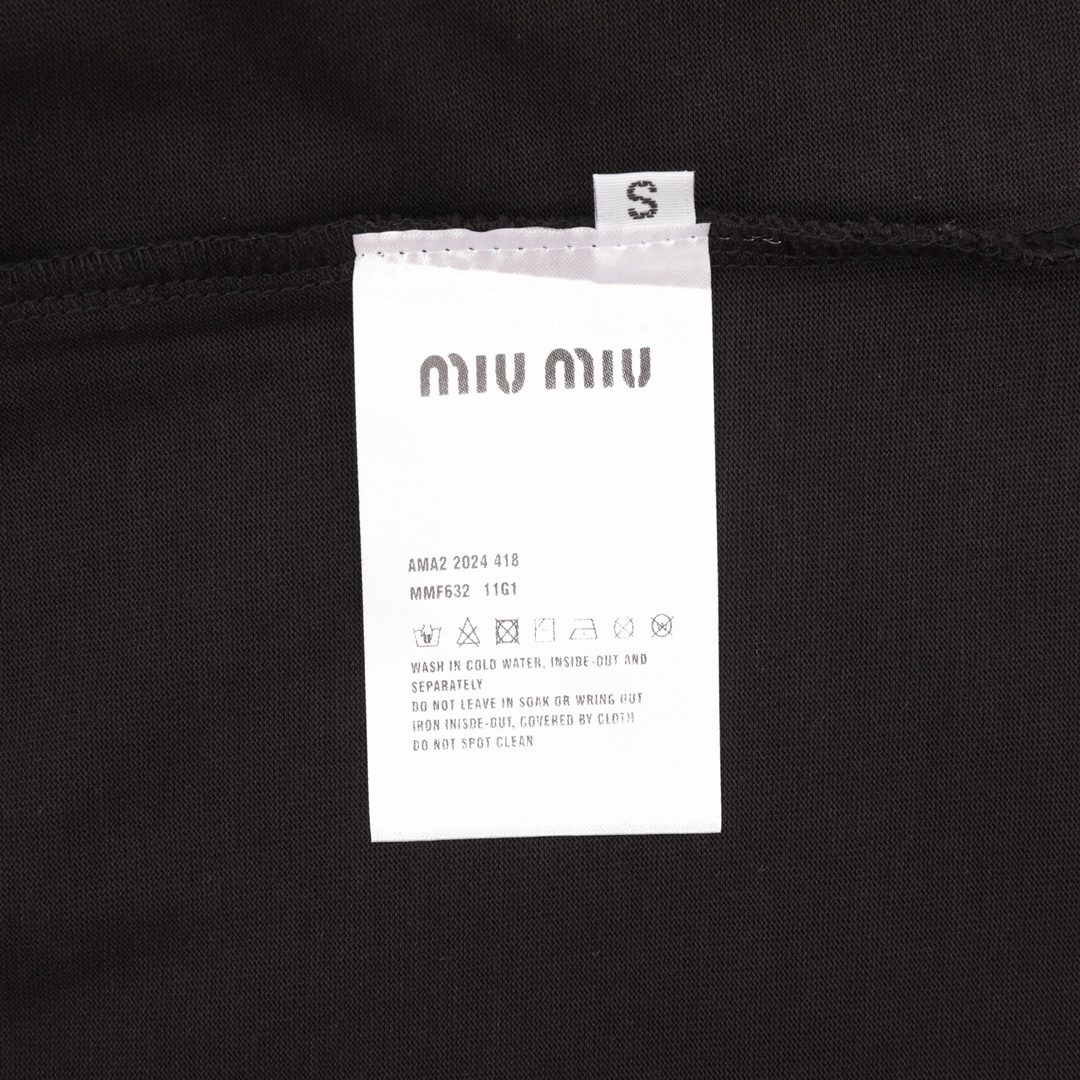 S
MIU MIU
AMA2 2024 418
MMF632 11G1
WASH IN COLD WATER, INSIDE-OUT AND
SEPARATELY
DO NOT LEAVE IN SOAK OR WRING OUT
IRON INISDE-OUT, COVERED BY CLOTH
DO NOT SPOT CLEAN